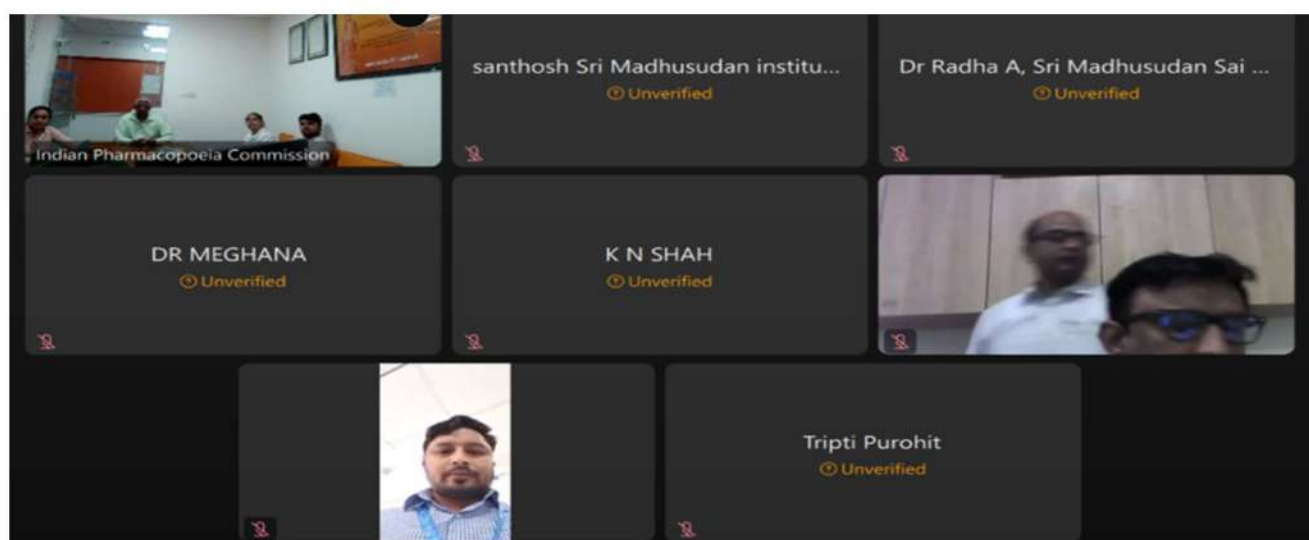 santhosh Sri Madhusudan institu...
Unverified
Dr Radha A, Sri Madhusudan Sai ...
Unverified
Indian Pharmacopoeia Commission
DR MEGHANA
Unverified
K N SHAH
Unverified
Tripti Purohit
Unverified